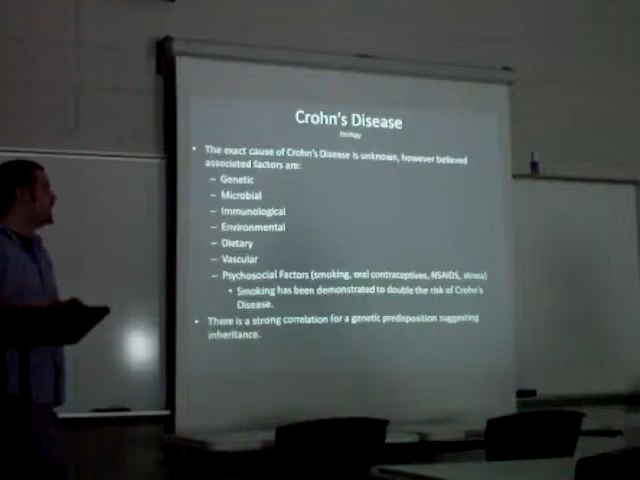 Crohn's Disease
Etiology
• The exact cause of Crohn's Disease is unknown, however believed
associated factors are:
– Genetic
– Microbial
– Immunological
– Environmental
– Dietary
– Vascular
– Psychosocial Factors (smoking, oral contraceptives, NSAIDS, stress)
• Smoking has been demonstrated to double the risk of Crohn's
Disease.
• There is a strong correlation for a genetic predisposition suggesting
inheritance.